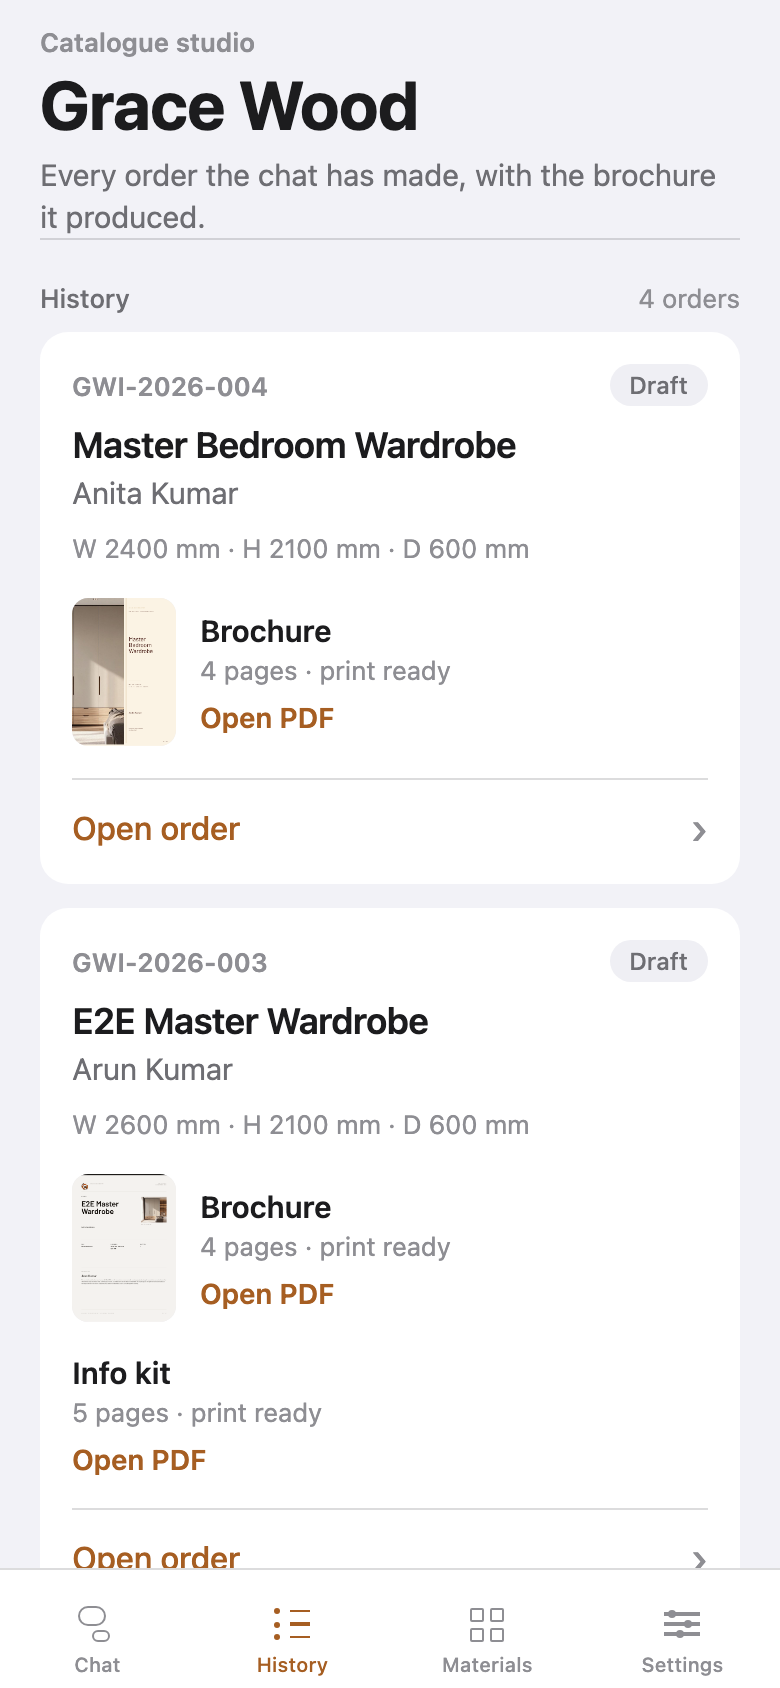 Catalogue studio
Grace Wood
Every order the chat has made, with the brochure
it produced.
History
4 orders
GWI-2026-004
Draft
Master Bedroom Wardrobe
Anita Kumar
W 2400 mm · H 2100 mm · D 600 mm
Master
Bedroom
Wardrobe
Brochure
4 pages · print ready
Open PDF
Open order
GWI-2026-003
Draft
E2E Master Wardrobe
Arun Kumar
W 2600 mm · H 2100 mm · D 600 mm
E2E Master
Wardrobe
Brochure
4 pages · print ready
Open PDF
Info kit
5 pages · print ready
Open PDF
Open order
Chat
History
Materials
Settings